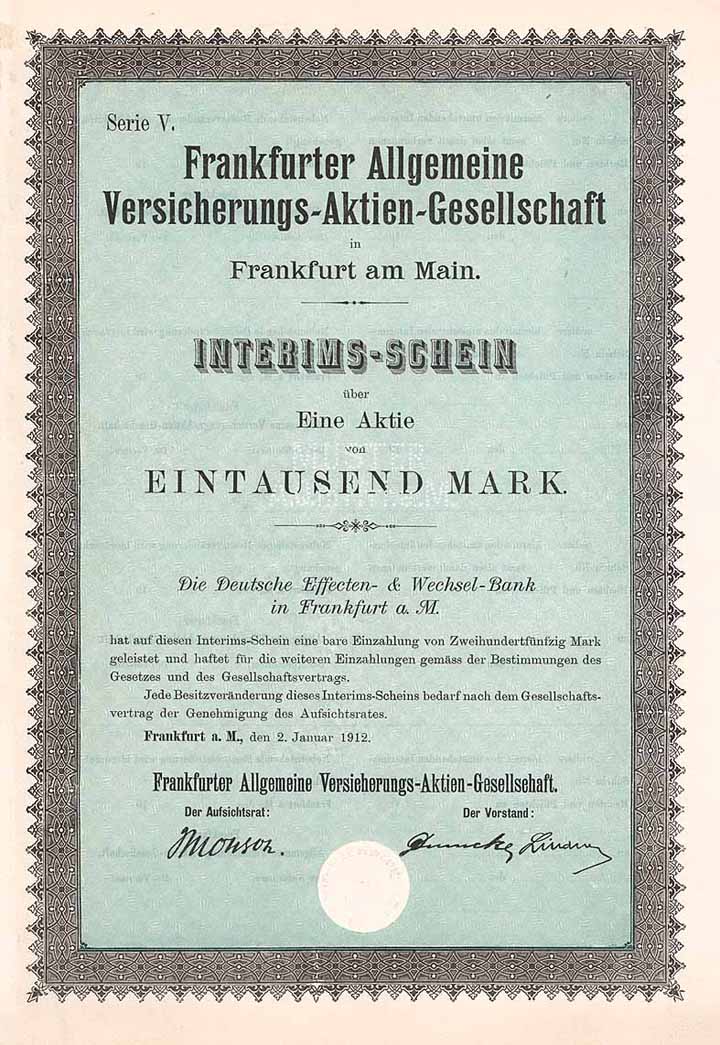 Serie V.
Frankfurter Allgemeine
Versicherungs-Aktien-Gesellschaft
in
Frankfurt am Main.
INTERIMS-SCHEIN
über
Eine Aktie
von
EINTAUSEND MARK.
Die Deutsche Effecten- & Wechsel-Bank
in Frankfurt a. M.
hat auf diesen Interims-Schein eine bare Einzahlung von Zweihundertfünfzig Mark
geleistet und haftet für die weiteren Einzahlungen gemäss der Bestimmungen des
Gesetzes und des Gesellschaftsvertrags.
Jede Besitzveränderung dieses Interims-Scheins bedarf nach dem Gesellschafts-
vertrag der Genehmigung des Aufsichtsrates.
Frankfurt a. M., den 2. Januar 1912.
Frankfurter Allgemeine Versicherungs-Aktien-Gesellschaft.
Der Aufsichtsrat:
Der Vorstand: